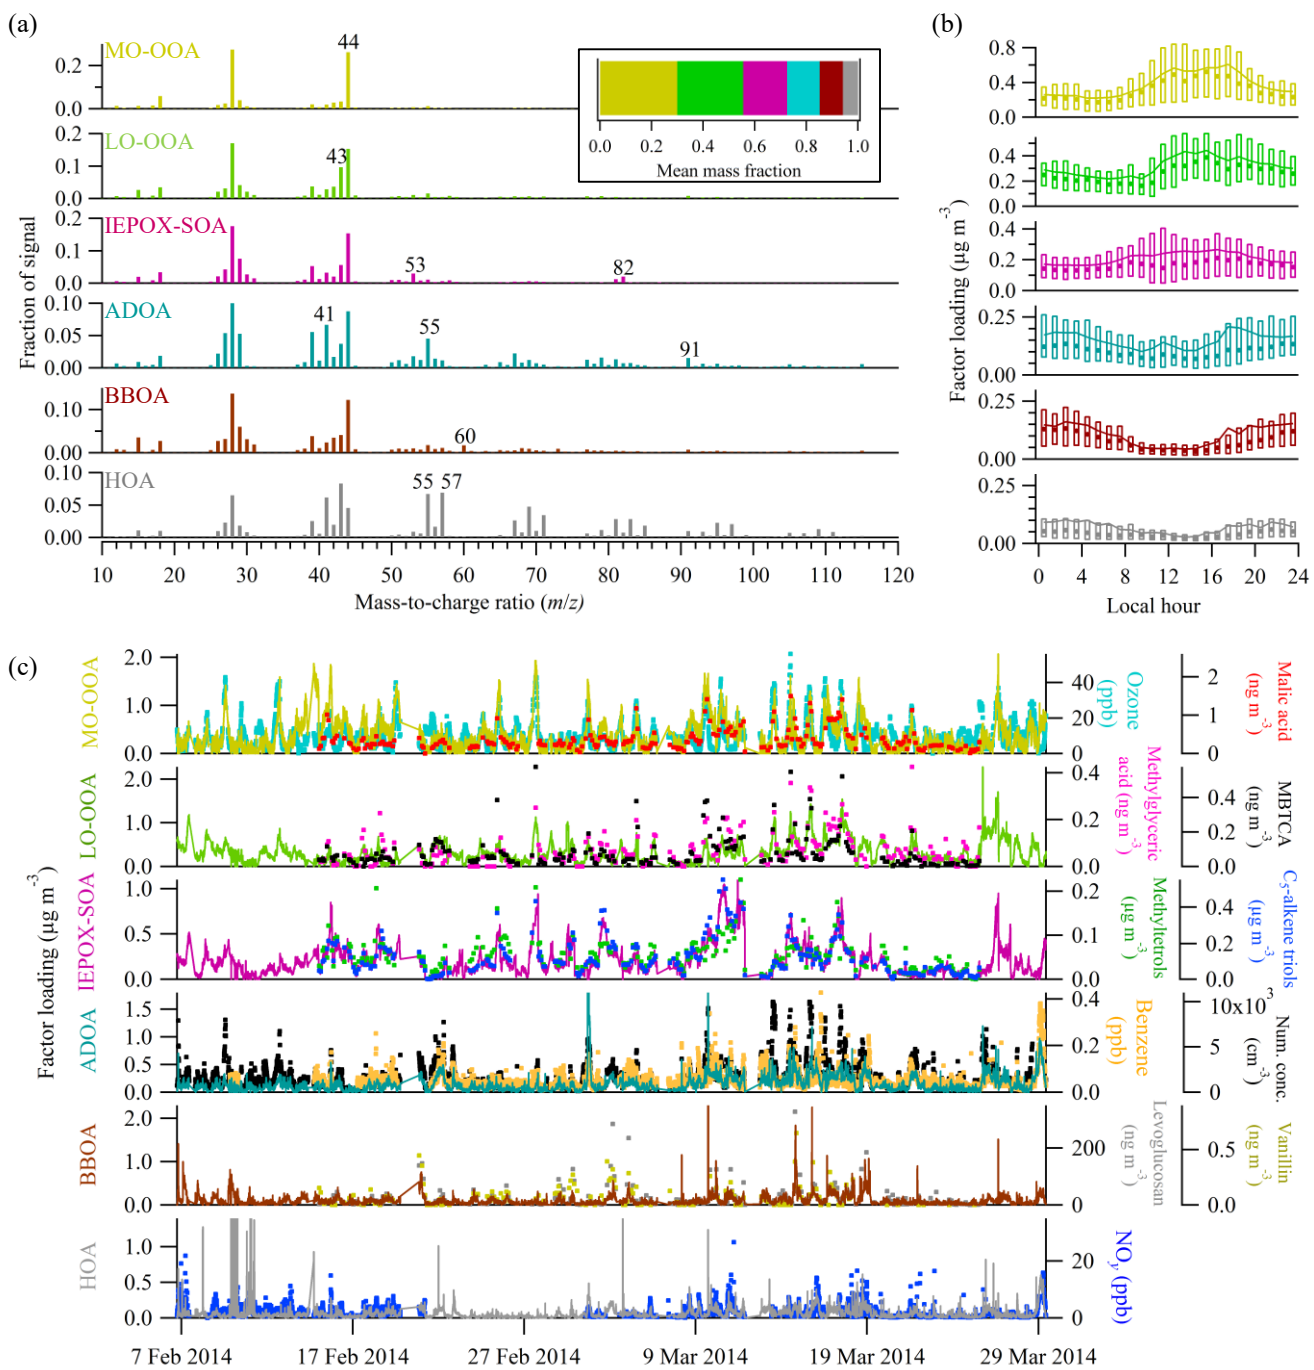 (a)
MO-OOA
44
0.2
0.0
LO-OOA
43
0.2
0.1
0.0
IEPOX-SOA
53
82
0.2
0.1
0.0
ADOA
41
55
91
0.10
0.05
0.00
BBOA
60
0.10
0.00
HOA
55 57
0.10
0.05
0.00
Fraction of signal
10 20 30 40 50 60 70 80 90 100 110 120
Mass-to-charge ratio (m/z)
0.0 0.2 0.4 0.6 0.8 1.0
Mean mass fraction
(b)
0.8
0.4
0.0
0.4
0.2
0.0
0.4
0.2
0.0
0.25
0.00
0.25
0.00
0.25
0.00
Factor loading (µg m⁻³)
0 4 8 12 16 20 24
Local hour
(c)
Factor loading (µg m⁻³)
MO-OOA
2.0
1.0
0.0
40
20
0
Ozone
(ppb)
2
1
0
Malic acid
(ng m⁻³)
LO-OOA
2.0
1.0
0.0
0.4
0.2
0.0
Methylglyceric
acid (ng m⁻³)
0.4
0.2
0.0
MBTCA
(ng m⁻³)
IEPOX-SOA
1.0
0.5
0.0
0.2
0.1
0.0
Methyltetrols
(µg m⁻³)
0.4
0.2
0.0
C₅-alkene triols
(µg m⁻³)
ADOA
1.5
1.0
0.5
0.0
0.4
0.2
0.0
Benzene
(ppb)
10x10³
5
0
Num. conc.
(cm⁻³)
BBOA
2.0
1.0
0.0
200
0
Levoglucosan
(ng m⁻³)
0.5
0.0
Vanillin
(ng m⁻³)
HOA
1.0
0.5
0.0
20
0
NOy (ppb)
7 Feb 2014 17 Feb 2014 27 Feb 2014 9 Mar 2014 19 Mar 2014 29 Mar 2014